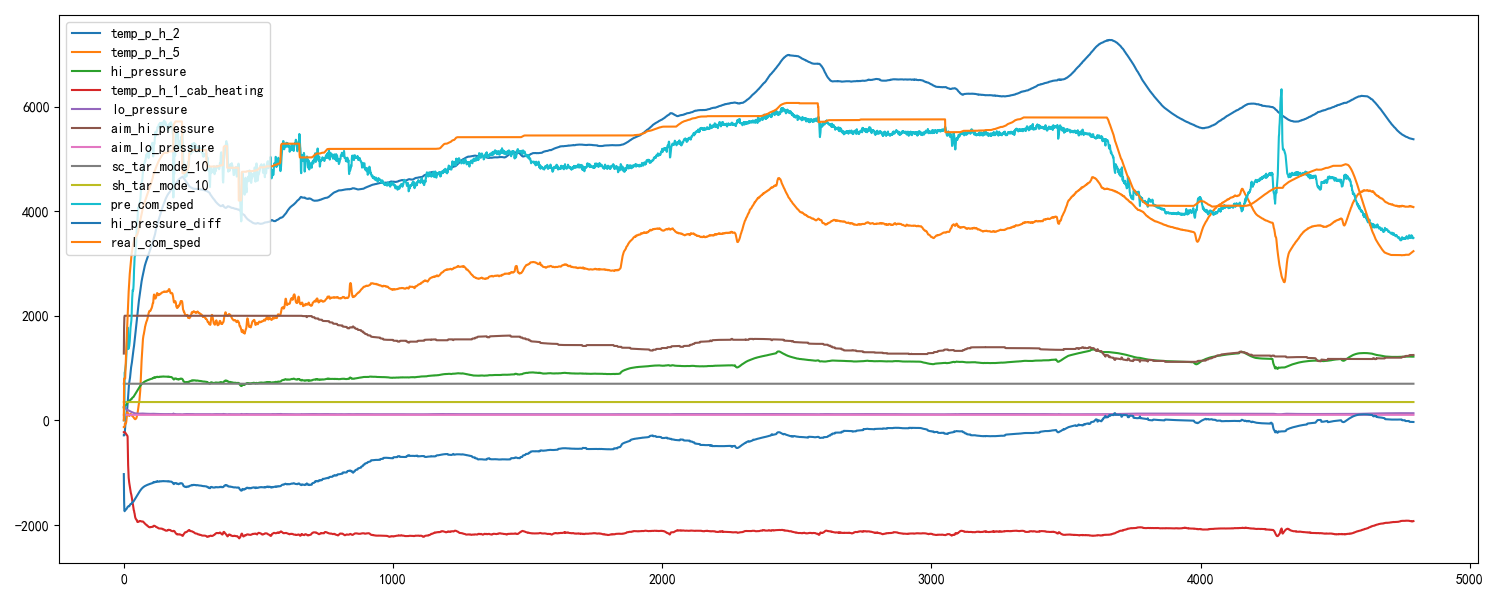 temp_p_h_2
temp_p_h_5
hi_pressure
temp_p_h_1_cab_heating
lo_pressure
aim_hi_pressure
aim_lo_pressure
sc_tar_mode_10
sh_tar_mode_10
pre_com_sped
hi_pressure_diff
real_com_sped
6000
4000
2000
0
−2000
0 1000 2000 3000 4000 5000